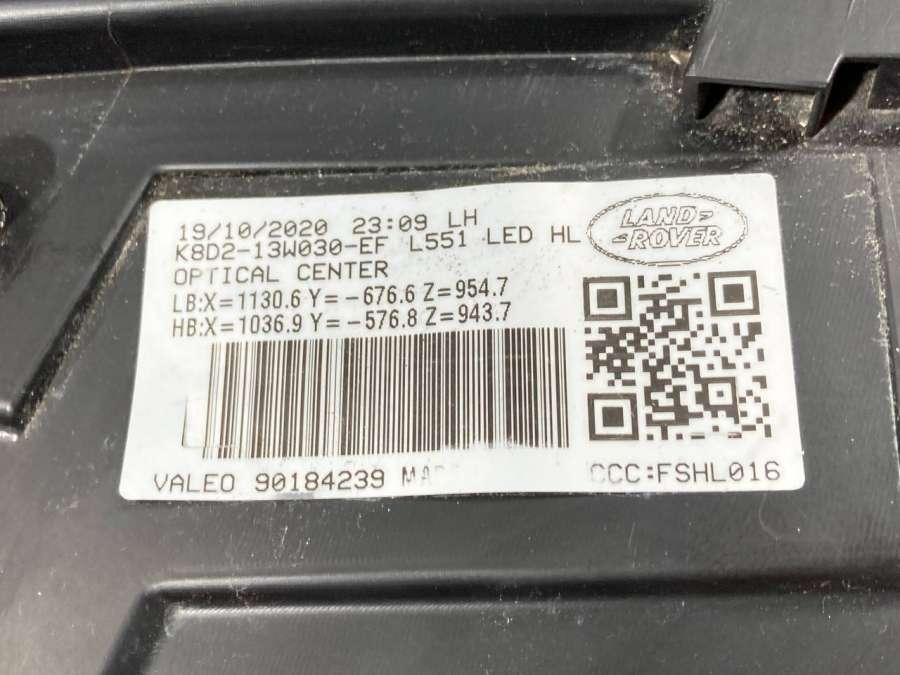 19/10/2020 23:09 LH
K8D2-13W030-EF L551 LED HL
LAND
ROVER
OPTICAL CENTER
LB:X=1130.6 Y= -676.6 Z=954.7
HB:X=1036.9 Y= -576.8 Z=943.7
VALEO 90184239 CCC:FSHL016